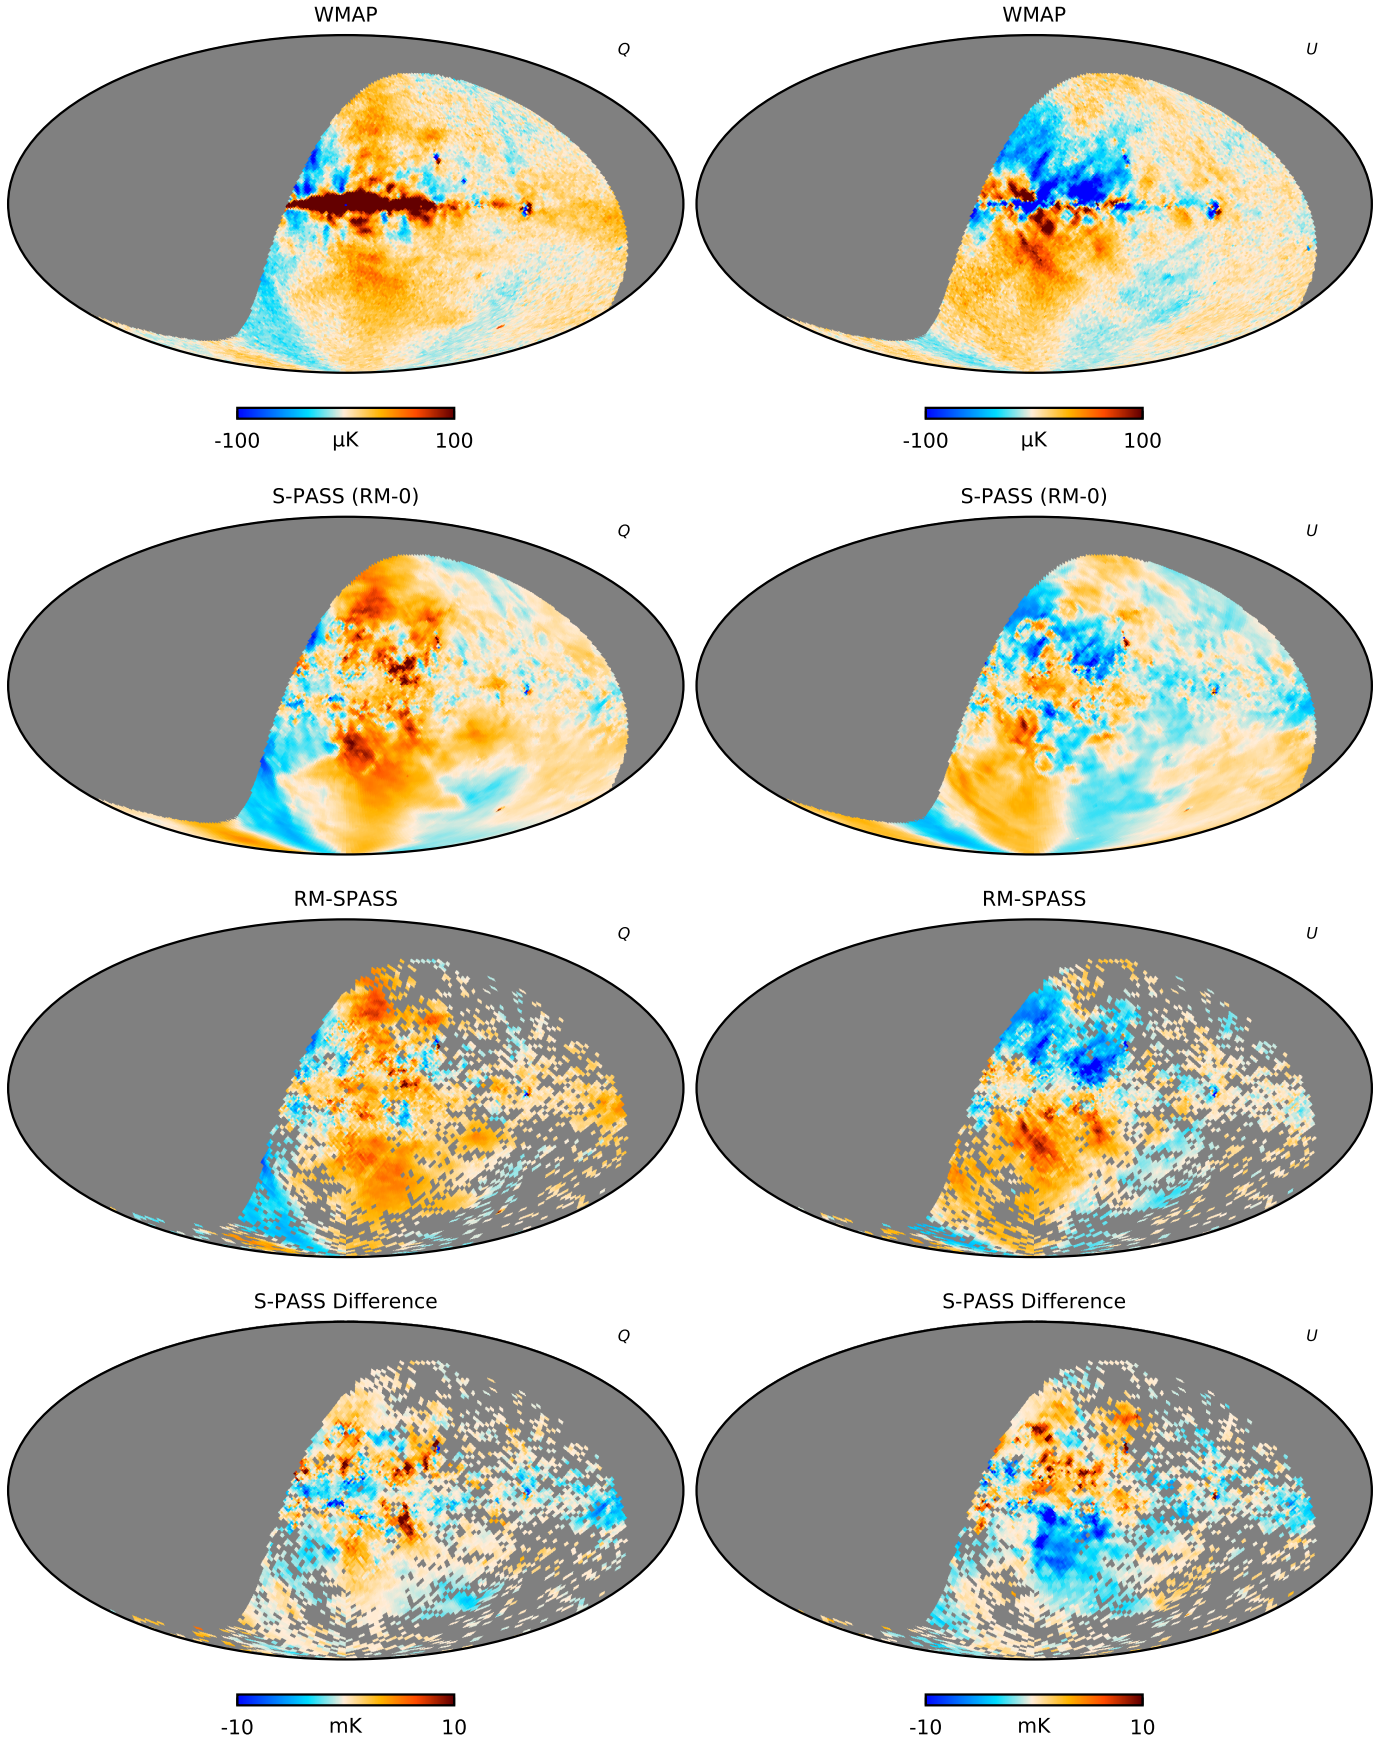 WMAP
WMAP
Q
U
-100 μK 100
-100 μK 100
S-PASS (RM-0)
S-PASS (RM-0)
Q
U
RM-SPASS
RM-SPASS
Q
U
S-PASS Difference
S-PASS Difference
Q
U
-10 mK 10
-10 mK 10